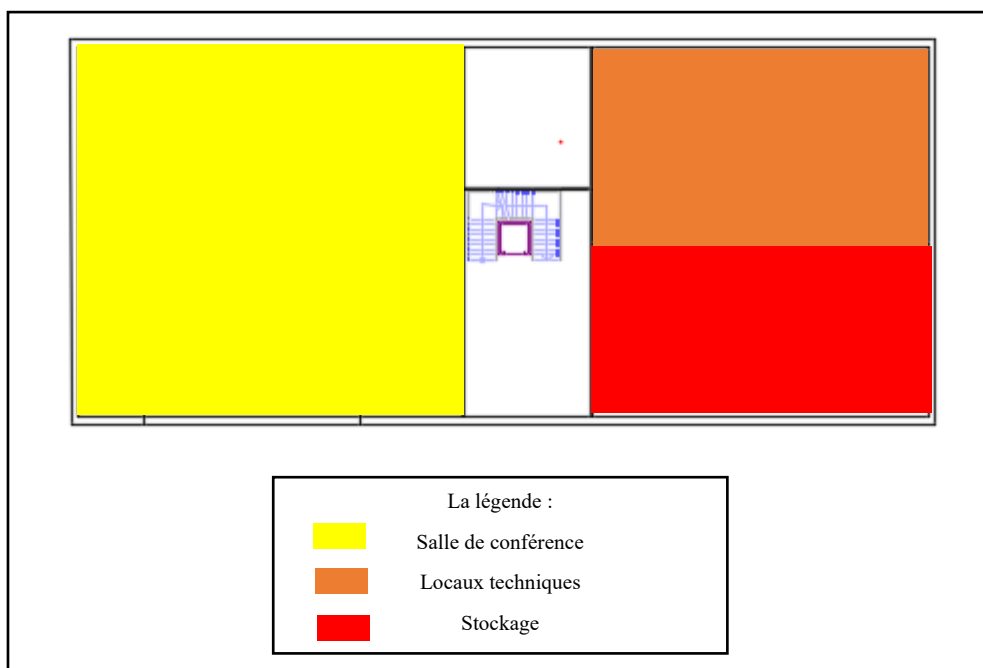 La légende :
Salle de conférence
Locaux techniques
Stockage